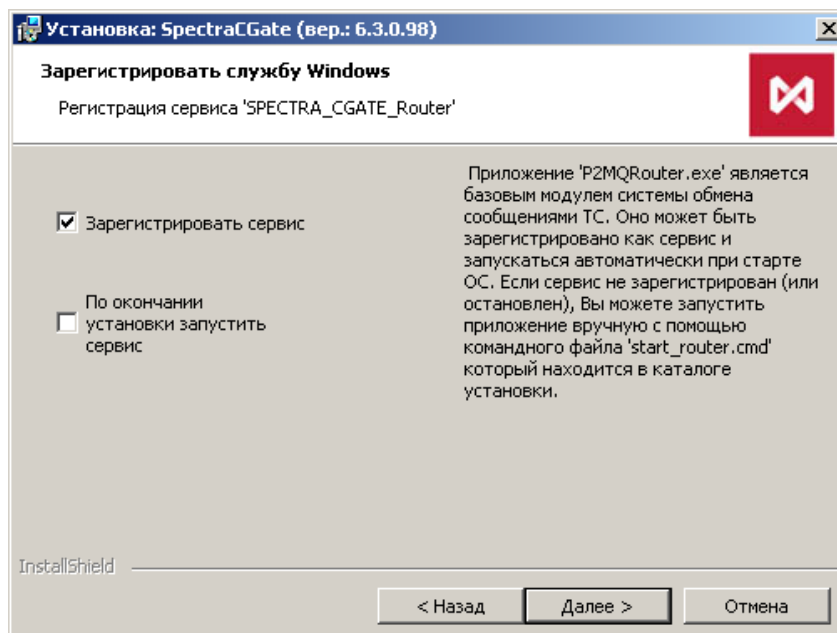 Установка: SpectraCGate (вер.: 6.3.0.98)
Зарегистрировать службу Windows
Регистрация сервиса 'SPECTRA_CGATE_Router'
Зарегистрировать сервис
По окончании
установки запустить
сервис
Приложение 'P2MQRouter.exe' является
базовым модулем системы обмена
сообщениями ТС. Оно может быть
зарегистрировано как сервис и
запускаться автоматически при старте
ОС. Если сервис не зарегистрирован (или
остановлен), Вы можете запустить
приложение вручную с помощью
командного файла 'start_router.cmd'
который находится в каталоге
установки.
InstallShield
< Назад
Далее >
Отмена